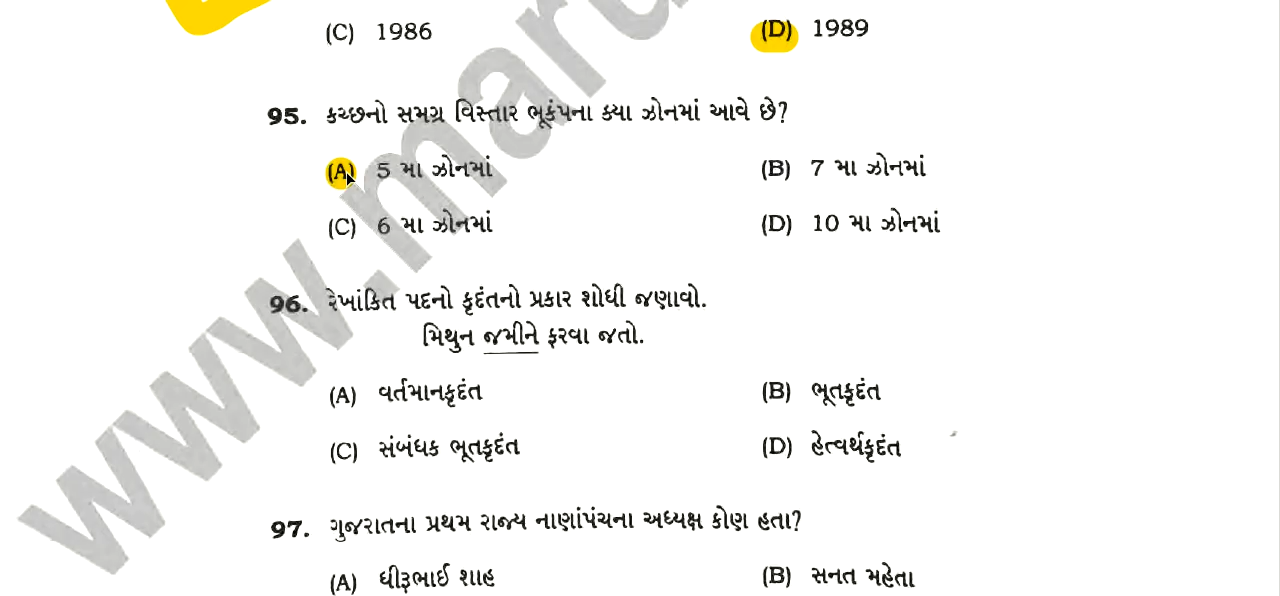 (C) 1986 (D) 1989
95. કચ્છનો સમગ્ર વિસ્તાર ભૂકંપના ક્યા ઝોનમાં આવે છે?
(A) 5 મા ઝોનમાં (B) 7 મા ઝોનમાં
(C) 6 મા ઝોનમાં (D) 10 મા ઝોનમાં
96. રેખાંકિત પદનો કૃદંતનો પ્રકાર શોધી જણાવો.
મિથુન જમીને ફરવા જતો.
(A) વર્તમાનકૃદંત (B) ભૂતકૃદંત
(C) સંબંધક ભૂતકૃદંત (D) હેત્વર્થકૃદંત
97. ગુજરાતના પ્રથમ રાજ્ય નાણાંપંચના અધ્યક્ષ કોણ હતા?
(A) ધીરૂભાઈ શાહ (B) સનત મહેતા